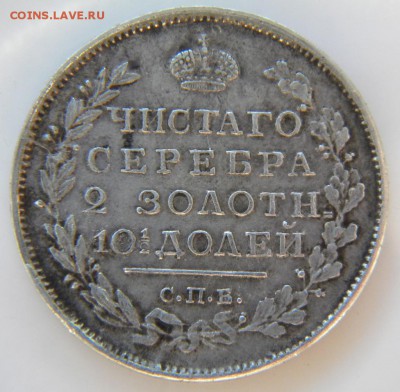 COINS.LAVE.RU
ЧИСТАГО
СЕРЕБРА
2 ЗОЛОТН.
10½ ДОЛЕЙ
С.П.Б.